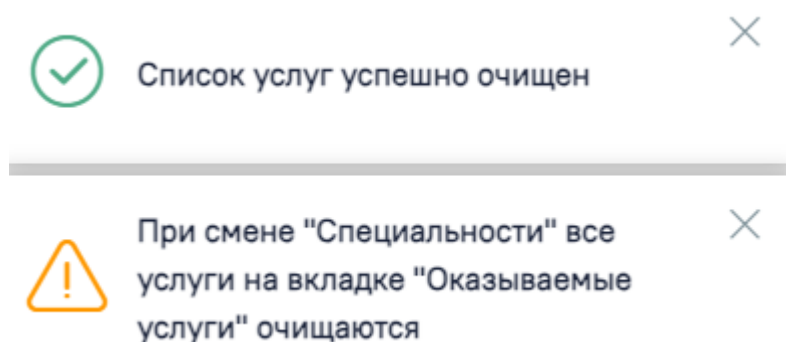 Список услуг успешно очищен
При смене "Специальности" все
услуги на вкладке "Оказываемые
услуги" очищаются